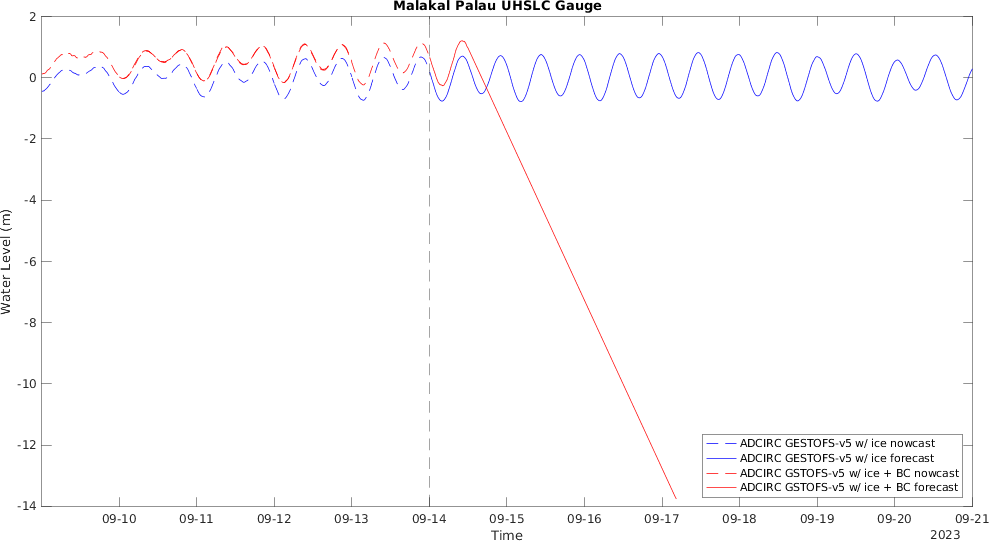 Malakal Palau UHSLC Gauge
2
0
-2
-4
-6
-8
-10
-12
-14
Water Level (m)
ADCIRC GESTOFS-v5 w/ ice nowcast
ADCIRC GESTOFS-v5 w/ ice forecast
ADCIRC GSTOFS-v5 w/ ice + BC nowcast
ADCIRC GSTOFS-v5 w/ ice + BC forecast
09-10 09-11 09-12 09-13 09-14 09-15 09-16 09-17 09-18 09-19 09-20 09-21
Time
2023